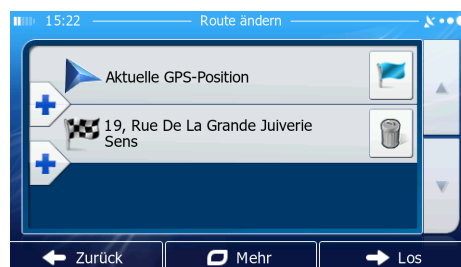 15:22 Route ändern
Aktuelle GPS-Position
19, Rue De La Grande Juiverie
Sens
Zurück Mehr Los